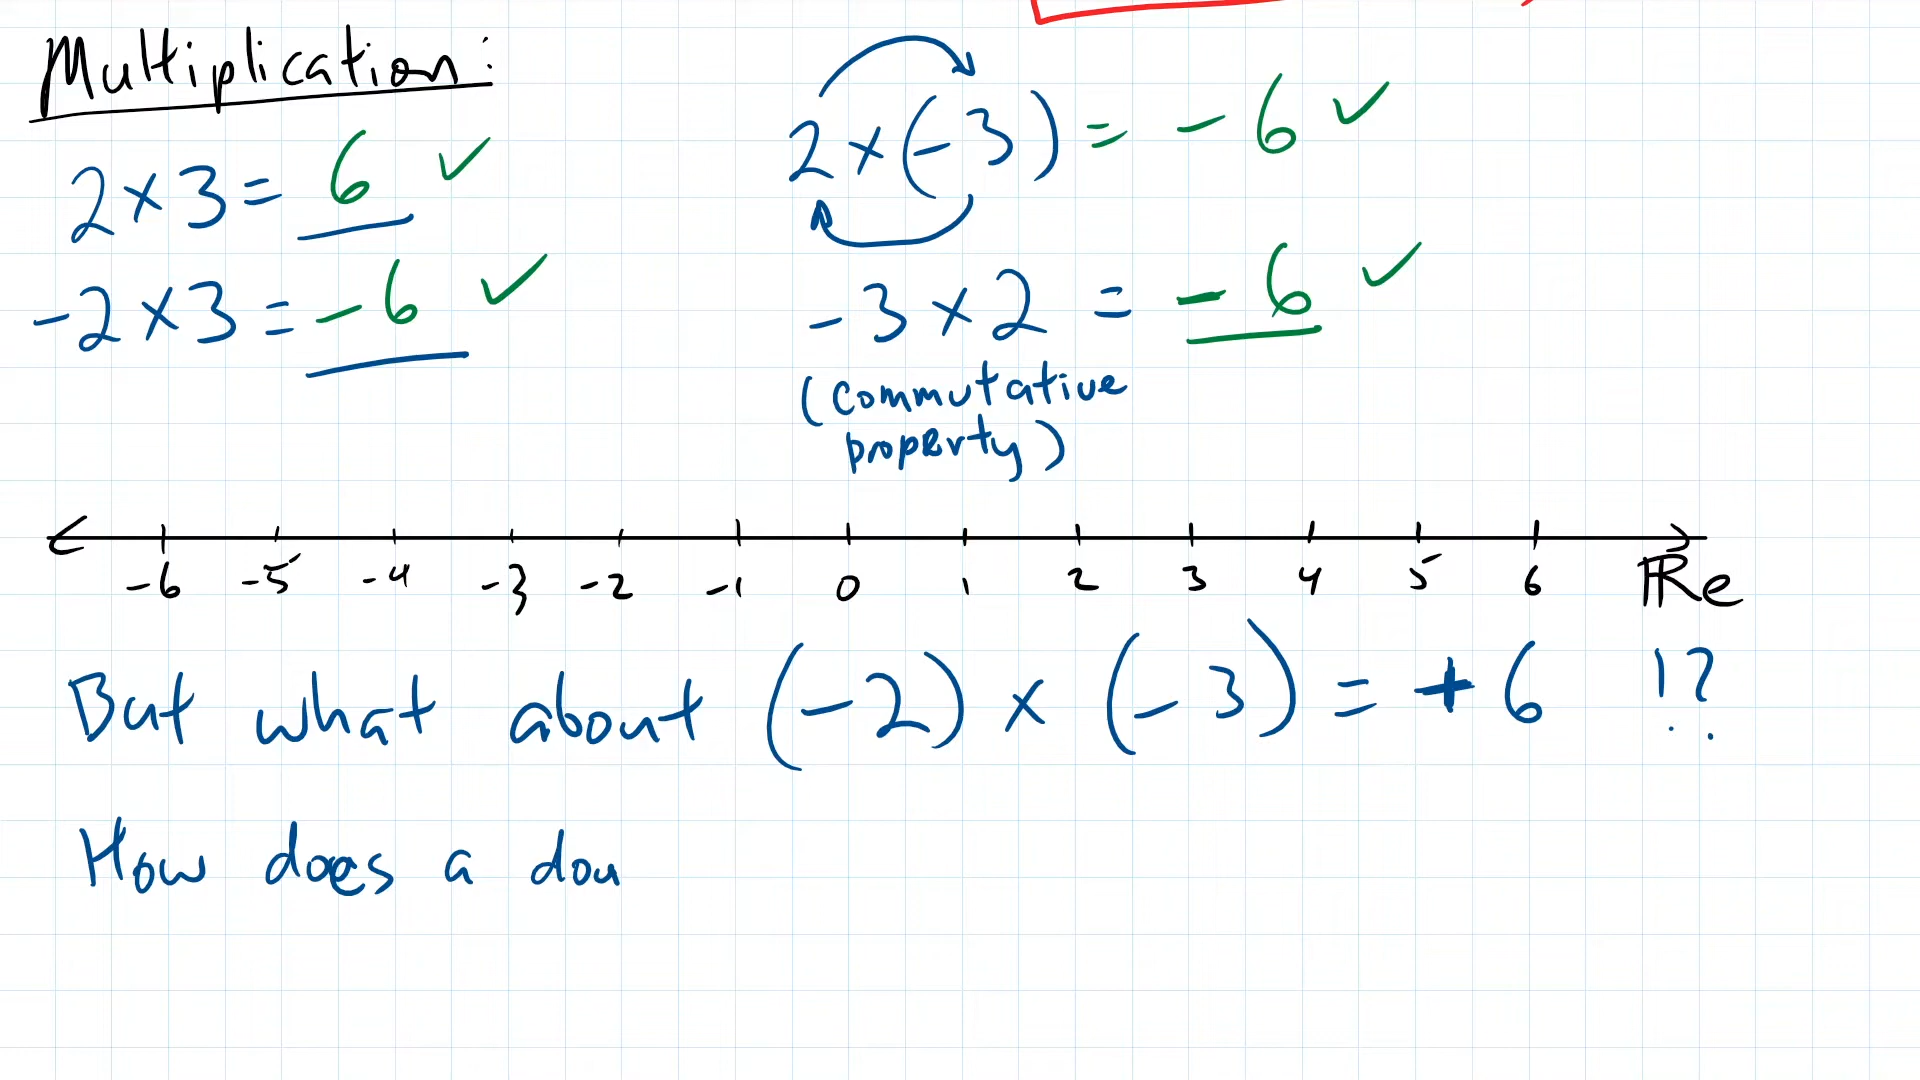 Multiplication:
2 × 3 = 6 ✓
-2 × 3 = -6 ✓
2 × (-3) = -6 ✓
-3 × 2 = -6 ✓
(commutative
property)
-6 -5 -4 -3 -2 -1 0 1 2 3 4 5 6 Re
But what about (-2) × (-3) = +6 !?
How does a dou